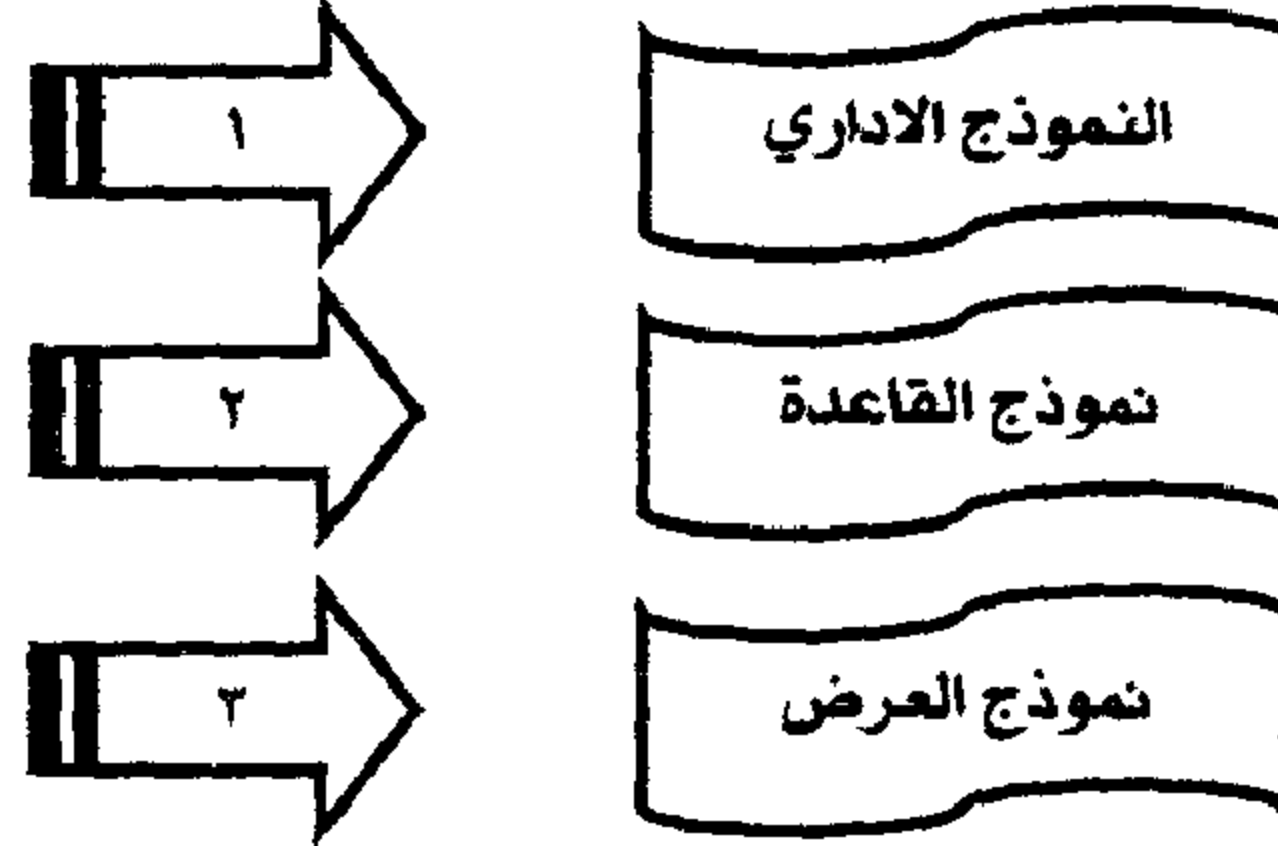 ١
النموذج الاداري
٢
نموذج القاعدة
٣
نموذج العرض